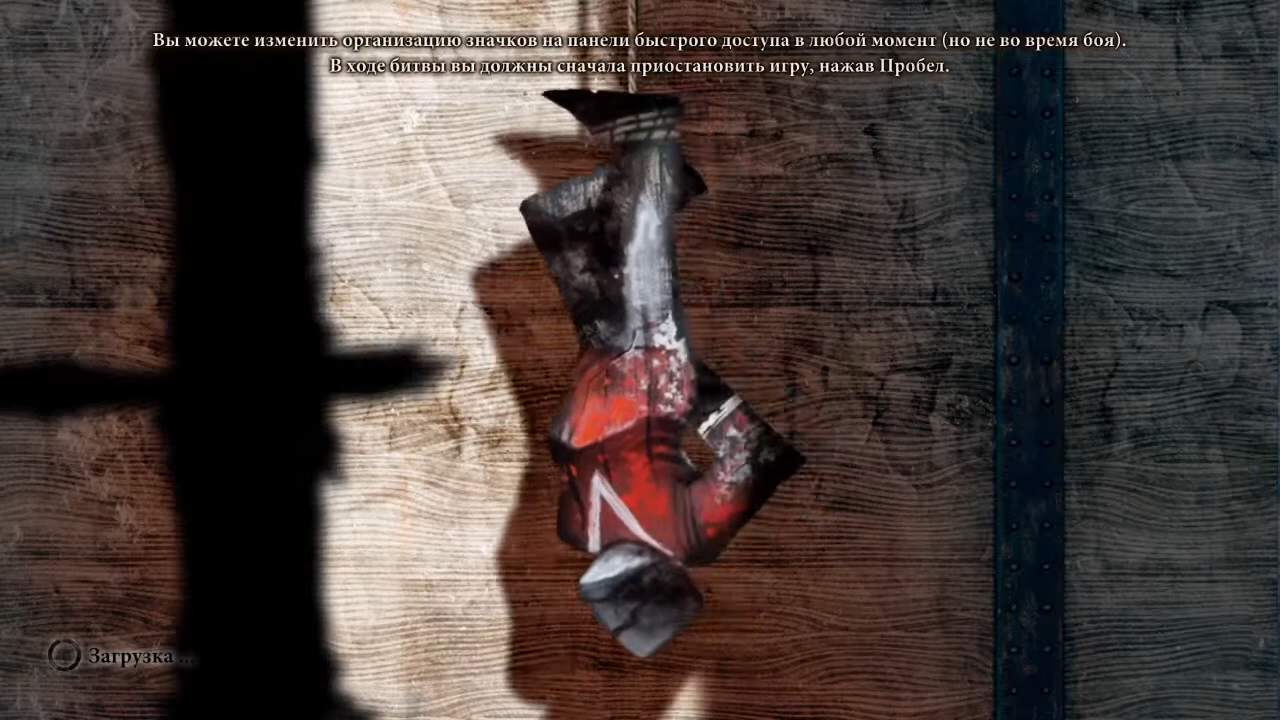 Вы можете изменить организацию значков на панели быстрого доступа в любой момент (но не во время боя).
В ходе битвы вы должны сначала приостановить игру, нажав Пробел.
Загрузка ...